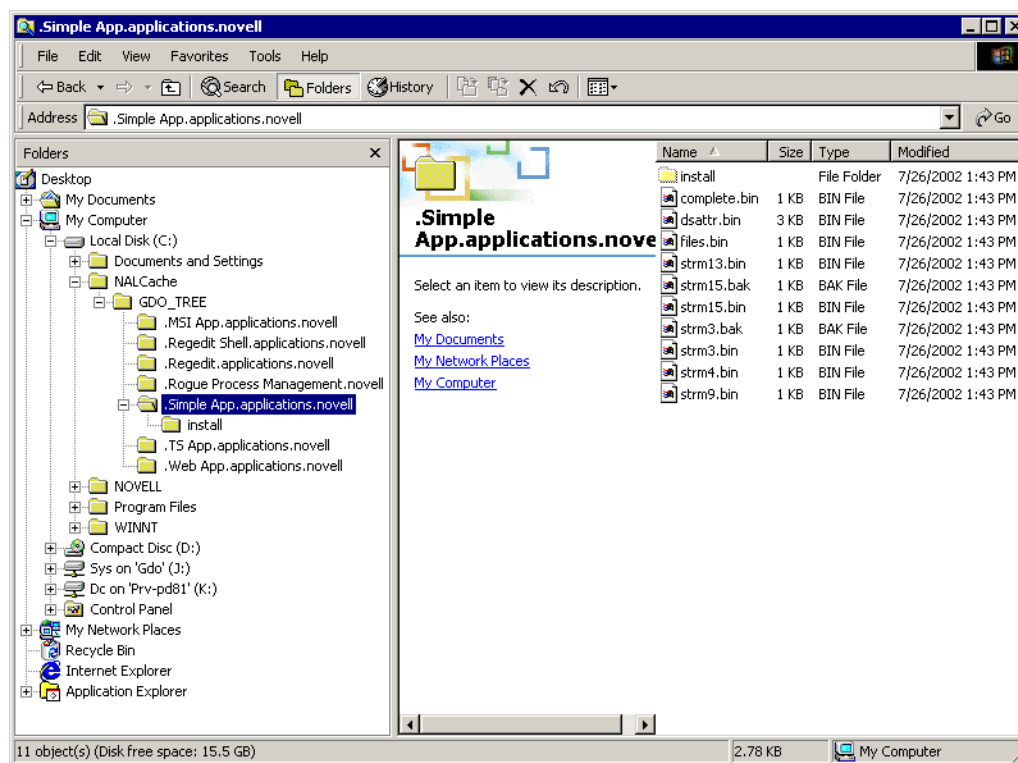 .Simple App.applications.novell
File Edit View Favorites Tools Help
Back Search Folders History
Address .Simple App.applications.novell Go
Folders
Desktop
My Documents
My Computer
Local Disk (C:)
Documents and Settings
NALCache
GDO_TREE
.MSI App.applications.novell
.Regedit Shell.applications.novell
.Regedit.applications.novell
.Rogue Process Management.novell
.Simple App.applications.novell
install
.TS App.applications.novell
.Web App.applications.novell
NOVELL
Program Files
WINNT
Compact Disc (D:)
Sys on 'Gdo' (J:)
Dc on 'Prv-pd81' (K:)
Control Panel
My Network Places
Recycle Bin
Internet Explorer
Application Explorer
.Simple
App.applications.nove
Select an item to view its description.
See also:
My Documents
My Network Places
My Computer
Name Size Type Modified
install File Folder 7/26/2002 1:43 PM
complete.bin 1 KB BIN File 7/26/2002 1:43 PM
dsattr.bin 3 KB BIN File 7/26/2002 1:43 PM
files.bin 1 KB BIN File 7/26/2002 1:43 PM
strm13.bin 1 KB BIN File 7/26/2002 1:43 PM
strm15.bak 1 KB BAK File 7/26/2002 1:43 PM
strm15.bin 1 KB BIN File 7/26/2002 1:43 PM
strm3.bak 1 KB BAK File 7/26/2002 1:43 PM
strm3.bin 1 KB BIN File 7/26/2002 1:43 PM
strm4.bin 1 KB BIN File 7/26/2002 1:43 PM
strm9.bin 1 KB BIN File 7/26/2002 1:43 PM
11 object(s) (Disk free space: 15.5 GB) 2.78 KB My Computer